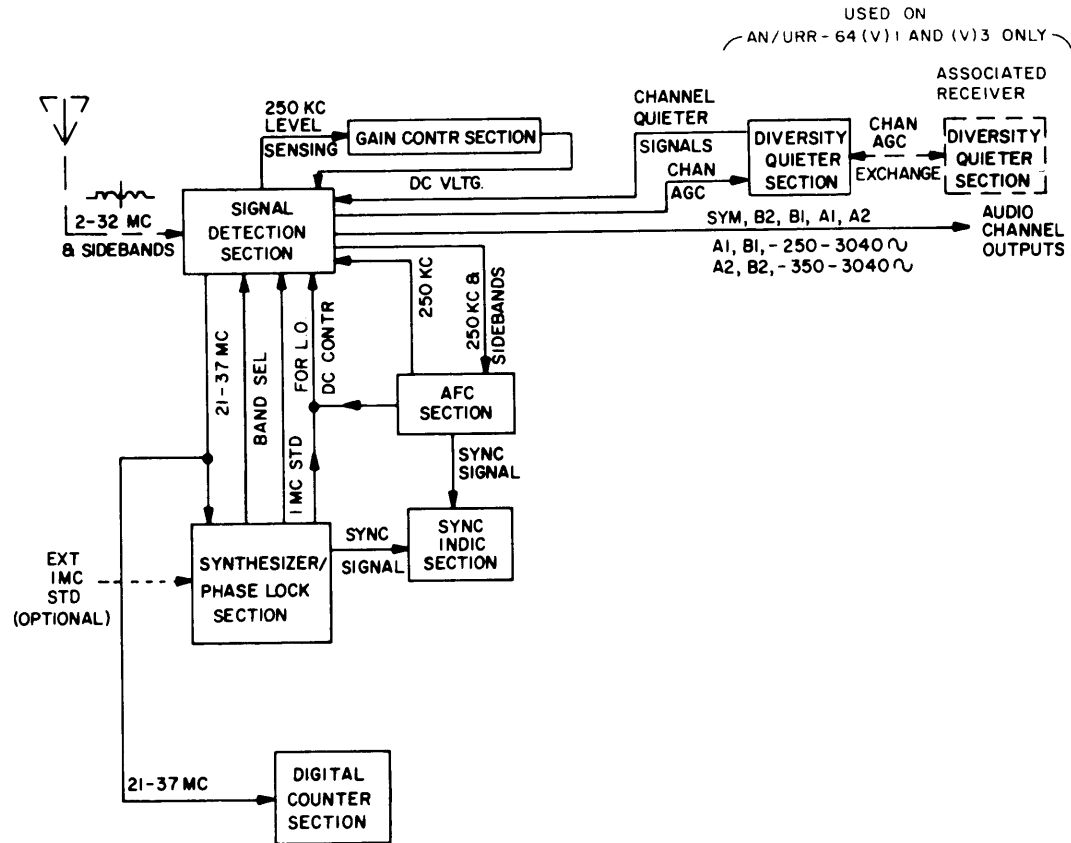 USED ON
AN/URR-64(V)1 AND (V)3 ONLY
ASSOCIATED
RECEIVER
250 KC
LEVEL
SENSING
GAIN CONTR SECTION
DC VLTG.
CHANNEL
QUIETER
SIGNALS
CHAN
AGC
DIVERSITY
QUIETER
SECTION
CHAN
AGC
EXCHANGE
DIVERSITY
QUIETER
SECTION
2-32 MC
& SIDEBANDS
SIGNAL
DETECTION
SECTION
SYM, B2, B1, A1, A2
A1, B1,-250-3040∿
A2, B2,-350-3040∿
AUDIO
CHANNEL
OUTPUTS
21-37 MC
BAND SEL
1MC STD
FOR L.O.
DC CONTR
250 KC
250 KC &
SIDEBANDS
AFC
SECTION
SYNC
SIGNAL
SYNC
INDIC
SECTION
SYNC
SIGNAL
EXT
1MC
STD
(OPTIONAL)
SYNTHESIZER/
PHASE LOCK
SECTION
21-37 MC
DIGITAL
COUNTER
SECTION